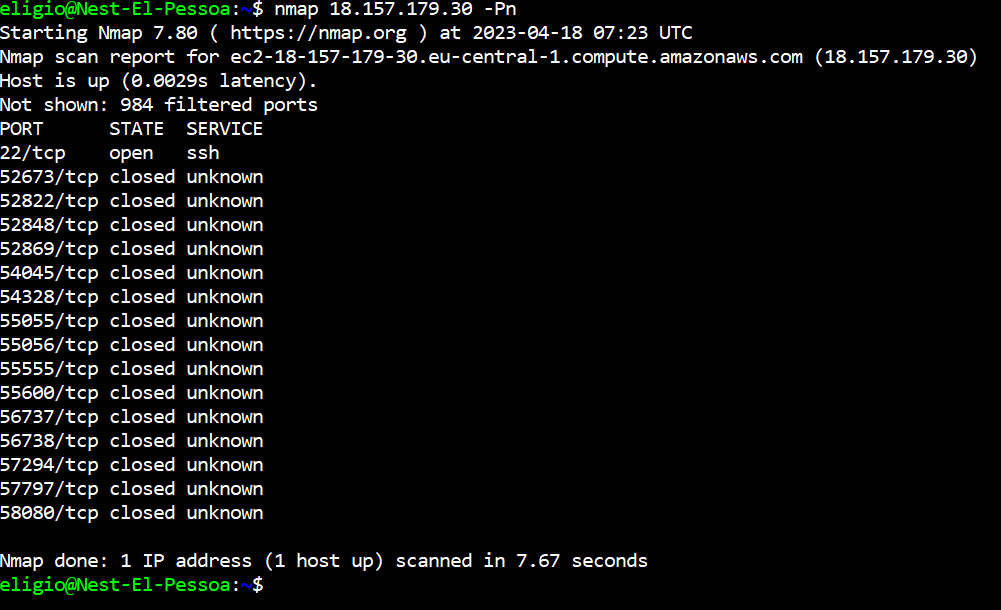 eligio@Nest-El-Pessoa:~$ nmap 18.157.179.30 -Pn
Starting Nmap 7.80 ( https://nmap.org ) at 2023-04-18 07:23 UTC
Nmap scan report for ec2-18-157-179-30.eu-central-1.compute.amazonaws.com (18.157.179.30)
Host is up (0.0029s latency).
Not shown: 984 filtered ports
PORT      STATE  SERVICE
22/tcp    open   ssh
52673/tcp closed unknown
52822/tcp closed unknown
52848/tcp closed unknown
52869/tcp closed unknown
54045/tcp closed unknown
54328/tcp closed unknown
55055/tcp closed unknown
55056/tcp closed unknown
55555/tcp closed unknown
55600/tcp closed unknown
56737/tcp closed unknown
56738/tcp closed unknown
57294/tcp closed unknown
57797/tcp closed unknown
58080/tcp closed unknown
Nmap done: 1 IP address (1 host up) scanned in 7.67 seconds
eligio@Nest-El-Pessoa:~$